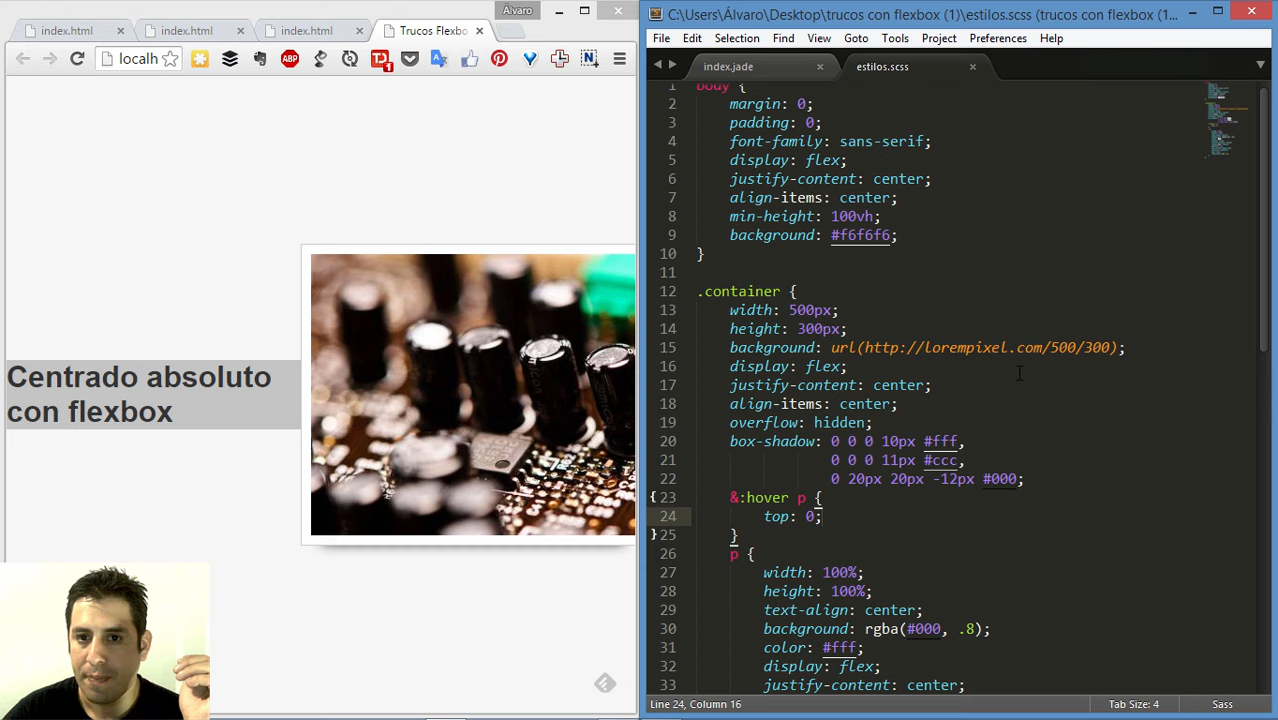 Alvaro
index.html
index.html
index.html
Trucos Flexbo
localh
ABP
1
N
Centrado absoluto
con flexbox
C:\Users\Álvaro\Desktop\trucos con flexbox (1)\estilos.scss (trucos con flexbox (1...
File Edit Selection Find View Goto Tools Project Preferences Help
index.jade
estilos.scss
1 body {
2 margin: 0;
3 padding: 0;
4 font-family: sans-serif;
5 display: flex;
6 justify-content: center;
7 align-items: center;
8 min-height: 100vh;
9 background: #f6f6f6;
10 }
11
12 .container {
13 width: 500px;
14 height: 300px;
15 background: url(http://lorempixel.com/500/300);
16 display: flex;
17 justify-content: center;
18 align-items: center;
19 overflow: hidden;
20 box-shadow: 0 0 0 10px #fff,
21 0 0 0 11px #ccc,
22 0 20px 20px -12px #000;
23 &:hover p {
24 top: 0;
25 }
26 p {
27 width: 100%;
28 height: 100%;
29 text-align: center;
30 background: rgba(#000, .8);
31 color: #fff;
32 display: flex;
33 justify-content: center;
Line 24, Column 16
Tab Size: 4
Sass